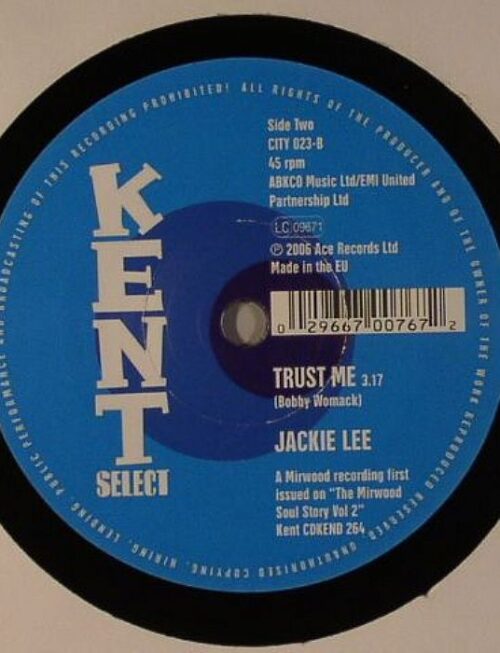 UNAUTHORISED COPYING, HIRING, LENDING, PUBLIC PERFORMANCE AND BROADCASTING OF THIS RECORDING PROHIBITED! ALL RIGHTS OF THE PRODUCER AND OF THE OWNER OF THE WORK REPRODUCED RESERVED.
KENT
SELECT
Side Two
CITY 023-B
45 rpm
ABKCO Music Ltd/EMI United
Partnership Ltd
LC 09671
℗ 2006 Ace Records Ltd
Made in the EU
0 29667 00767 2
TRUST ME 3.17
(Bobby Womack)
JACKIE LEE
A Mirwood recording first
issued on "The Mirwood
Soul Story Vol 2"
Kent CDKEND 264